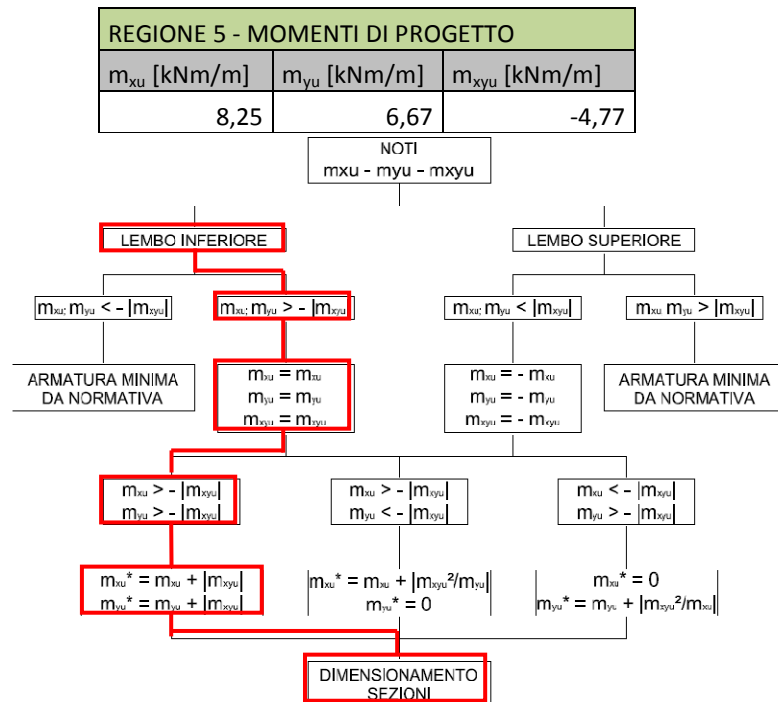 REGIONE 5 - MOMENTI DI PROGETTO
mxu [kNm/m] myu [kNm/m] mxyu [kNm/m]
8,25 6,67 -4,77
NOTI
mxu - myu - mxyu
LEMBO INFERIORE LEMBO SUPERIORE
mxu; myu < - |mxyu| mxu; myu > - |mxyu| mxu; myu < |mxyu| mxu myu > |mxyu|
ARMATURA MINIMA
DA NORMATIVA
mxu = mxu
myu = myu
mxyu = mxyu
mxu = - mxu
myu = - myu
mxyu = - mxyu
ARMATURA MINIMA
DA NORMATIVA
mxu > - |mxyu|
myu > - |mxyu|
mxu > - |mxyu|
myu < - |mxyu|
mxu < - |mxyu|
myu > - |mxyu|
mxu* = mxu + |mxyu|
myu* = myu + |mxyu|
mxu* = mxu + |mxyu²/myu|
myu* = 0
mxu* = 0
myu* = myu + |mxyu²/mxu|
DIMENSIONAMENTO
SEZIONI